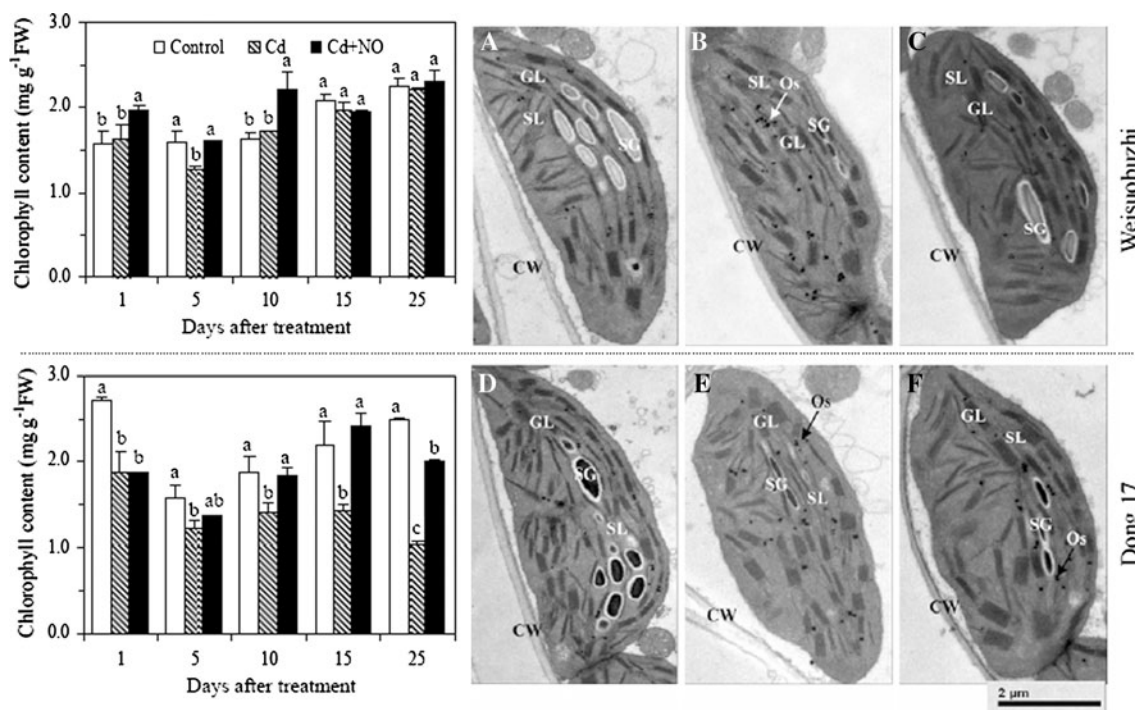 3.0
Control
Cd
Cd+NO
a
a
a
a
a
a
a
a
a
a
b
b
b
b
b
2.0
1.0
0.0
1 5 10 15 25
Days after treatment
Chlorophyll content (mg g⁻¹FW)
A
GL
SL
SG
CW
B
SL
Os
SG
GL
CW
C
SL
GL
SG
CW
Weisuobuzhi
3.0
a
b
b
a
b
ab
a
b
a
a
b
a
a
c
b
2.0
1.0
0.0
1 5 10 15 25
Days after treatment
Chlorophyll content (mg g⁻¹FW)
D
GL
SG
SL
CW
E
Os
GL
SG
SL
CW
F
GL
SL
SG
Os
CW
2 µm
Dong 17